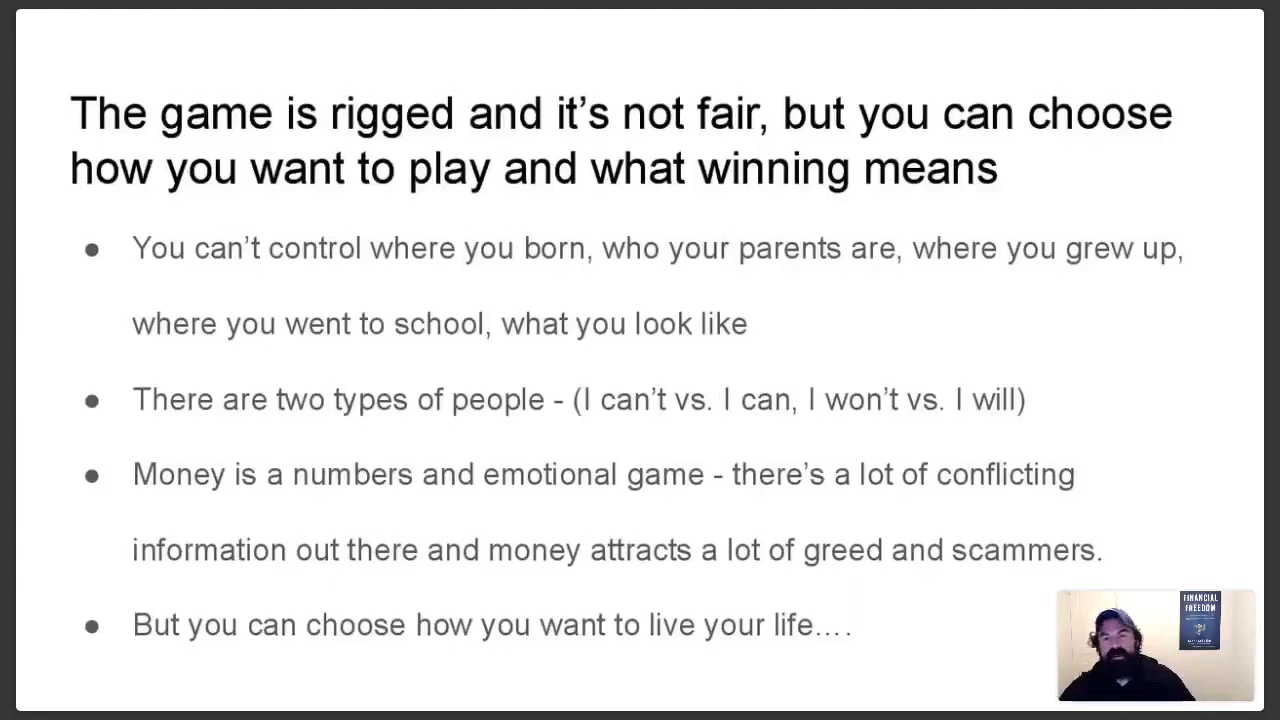 The game is rigged and it's not fair, but you can choose
how you want to play and what winning means
● You can't control where you born, who your parents are, where you grew up,
where you went to school, what you look like
● There are two types of people - (I can't vs. I can, I won't vs. I will)
● Money is a numbers and emotional game - there's a lot of conflicting
information out there and money attracts a lot of greed and scammers.
● But you can choose how you want to live your life....
FINANCIAL
FREEDOM